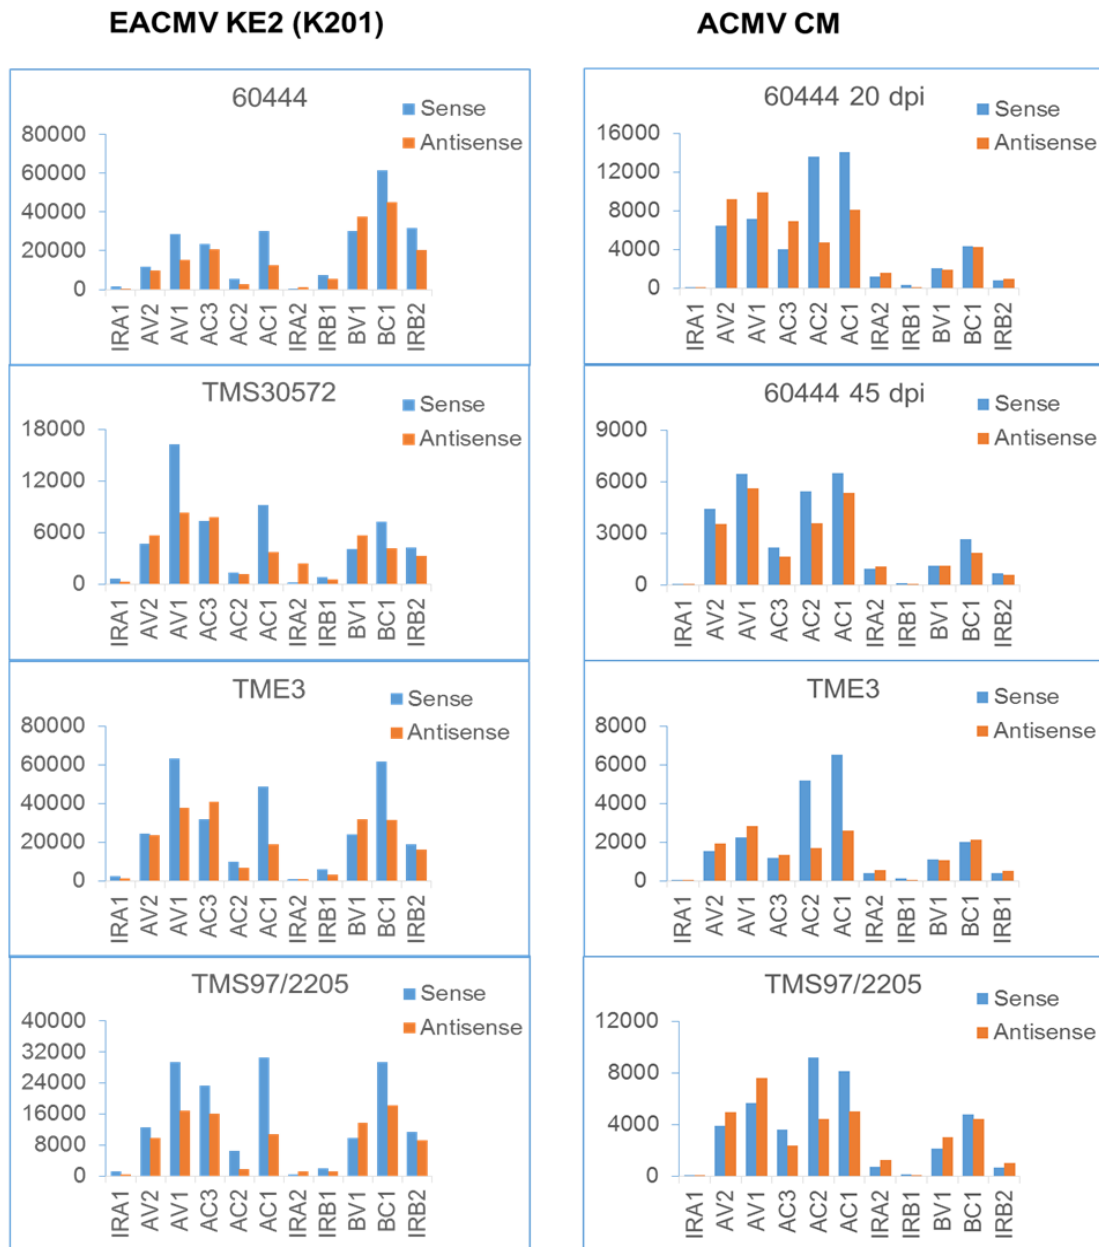 EACMV KE2 (K201)
ACMV CM
60444
Sense
Antisense
80000
60000
40000
20000
0
IRA1 AV2 AV1 AC3 AC2 AC1 IRA2 IRB1 BV1 BC1 IRB2
60444 20 dpi
Sense
Antisense
16000
12000
8000
4000
0
IRA1 AV2 AV1 AC3 AC2 AC1 IRA2 IRB1 BV1 BC1 IRB2
TMS30572
Sense
Antisense
18000
12000
6000
0
IRA1 AV2 AV1 AC3 AC2 AC1 IRA2 IRB1 BV1 BC1 IRB2
60444 45 dpi
Sense
Antisense
9000
6000
3000
0
IRA1 AV2 AV1 AC3 AC2 AC1 IRA2 IRB1 BV1 BC1 IRB2
TME3
Sense
Antisense
80000
60000
40000
20000
0
IRA1 AV2 AV1 AC3 AC2 AC1 IRA2 IRB1 BV1 BC1 IRB2
TME3
Sense
Antisense
8000
6000
4000
2000
0
IRA1 AV2 AV1 AC3 AC2 AC1 IRA2 IRB1 BV1 BC1 IRB1
TMS97/2205
Sense
Antisense
40000
32000
24000
16000
8000
0
IRA1 AV2 AV1 AC3 AC2 AC1 IRA2 IRB1 BV1 BC1 IRB2
TMS97/2205
Sense
Antisense
12000
8000
4000
0
IRA1 AV2 AV1 AC3 AC2 AC1 IRA2 IRB1 BV1 BC1 IRB2